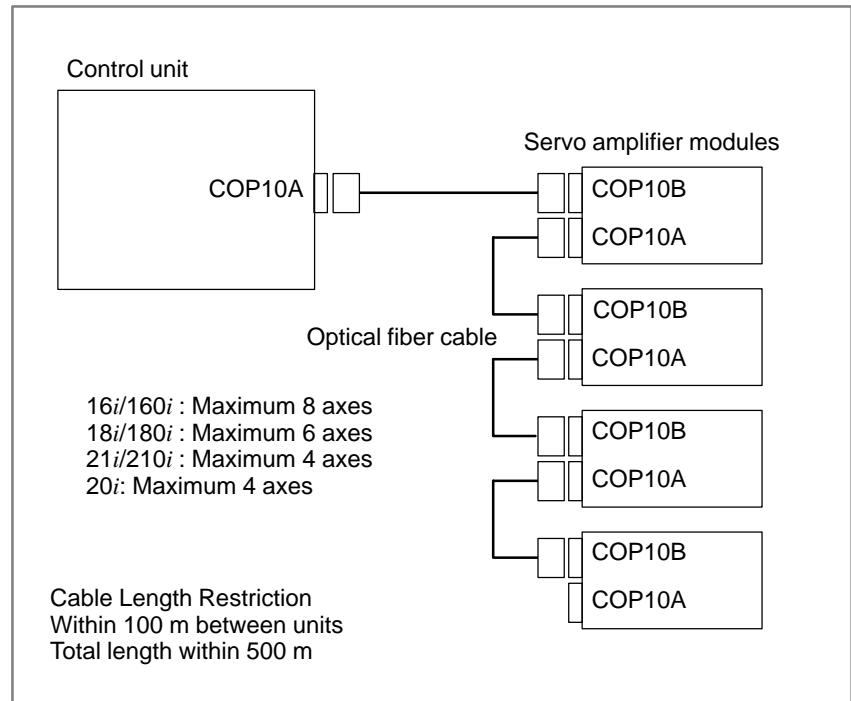 Control unit
COP10A
Servo amplifier modules
COP10B
COP10A
COP10B
COP10A
Optical fiber cable
COP10B
COP10A
COP10B
COP10A
16i/160i : Maximum 8 axes
18i/180i : Maximum 6 axes
21i/210i : Maximum 4 axes
20i: Maximum 4 axes
Cable Length Restriction
Within 100 m between units
Total length within 500 m